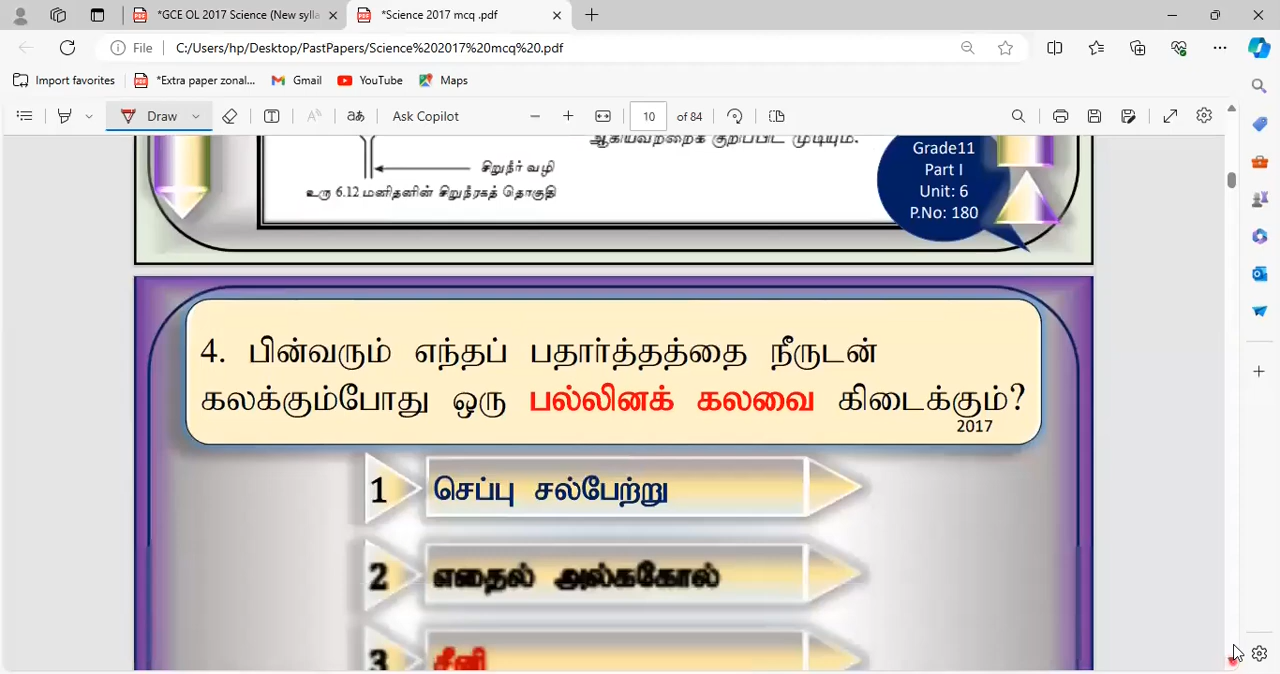 *GCE OL 2017 Science (New sylla
*Science 2017 mcq .pdf
File C:/Users/hp/Desktop/PastPapers/Science%202017%20mcq%20.pdf
Import favorites *Extra paper zonal... Gmail YouTube Maps
Draw Ask Copilot 10 of 84
ஆகியவற்றைக் குறிப்பிட முடியும்.
சிறுநீர் வழி
உரு 6.12 மனிதனின் சிறுநீரகத் தொகுதி
Grade11
Part I
Unit: 6
P.No: 180
4. பின்வரும் எந்தப் பதார்த்தத்தை நீருடன்
கலக்கும்போது ஒரு பல்லினக் கலவை கிடைக்கும்?
2017
1 செப்பு சல்பேற்று
2 எதைல் அல்ககோல்
3 சீனி